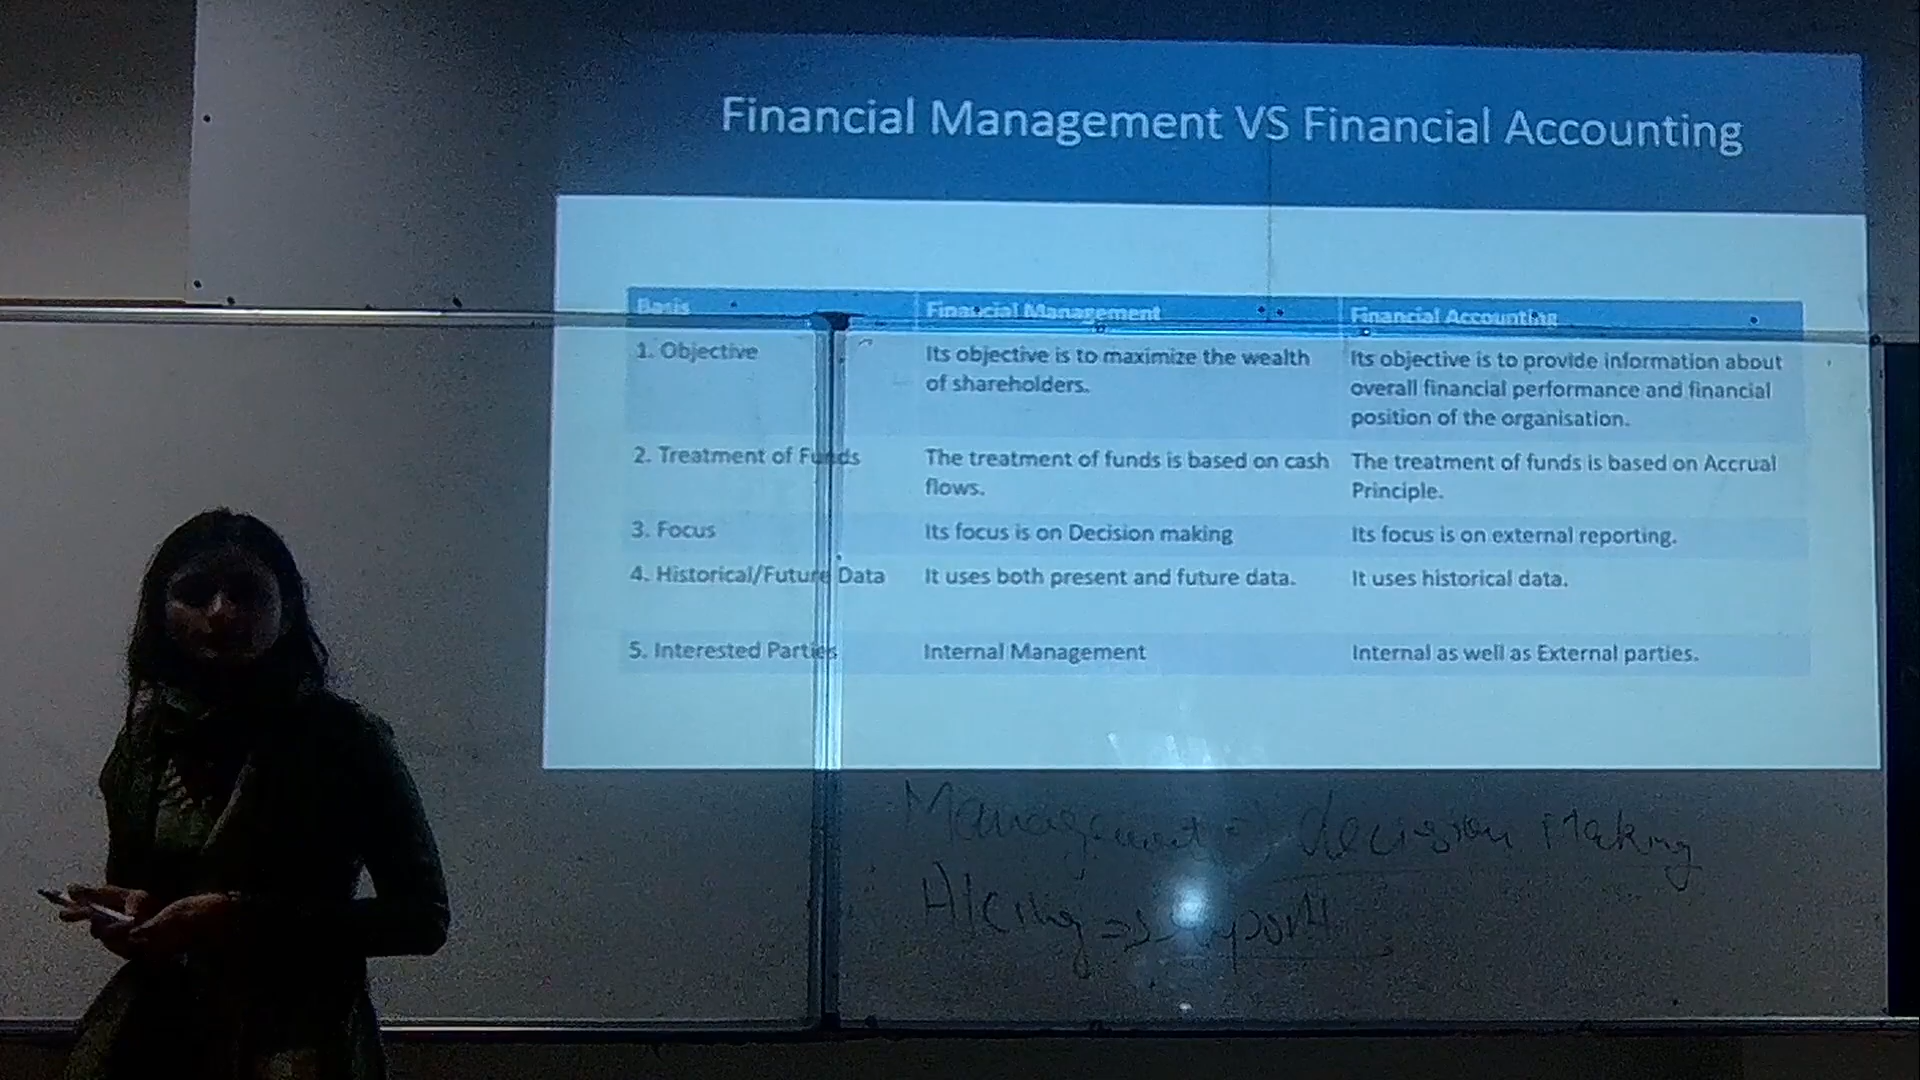 Financial Management VS Financial Accounting
Basis Financial Management Financial Accounting
1. Objective Its objective is to maximize the wealth Its objective is to provide information about
of shareholders. overall financial performance and financial
position of the organisation.
2. Treatment of Funds The treatment of funds is based on cash The treatment of funds is based on Accrual
flows. Principle.
3. Focus Its focus is on Decision making Its focus is on external reporting.
4. Historical/Future Data It uses both present and future data. It uses historical data.
5. Interested Parties Internal Management Internal as well as External parties.
Management => decision Making
A/cting =>